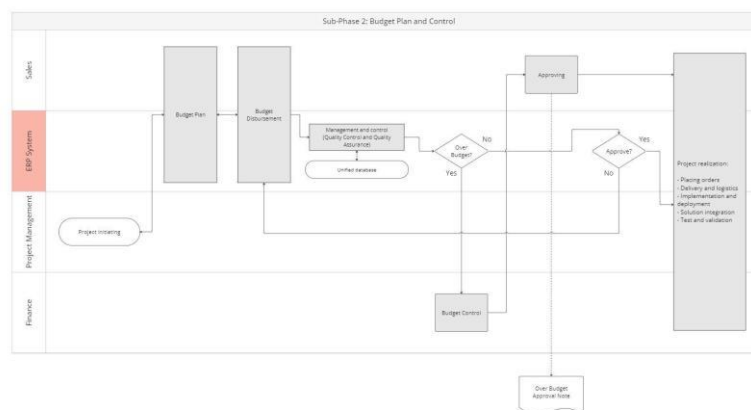 Sub-Phase 2: Budget Plan and Control
Sales
ERP System
Project Management
Finance
Project Initiating
Budget Plan
Budget
Disbursement
Management and control
(Quality Control and Quality
Assurance)
Unified database
Over
Budget?
No
Yes
Budget Control
Approving
Approve?
Yes
No
Project realization:
- Placing orders
- Delivery and logistics
- Implementation and
deployment
- Solution integration
- Test and validation
Over Budget
Approval Note